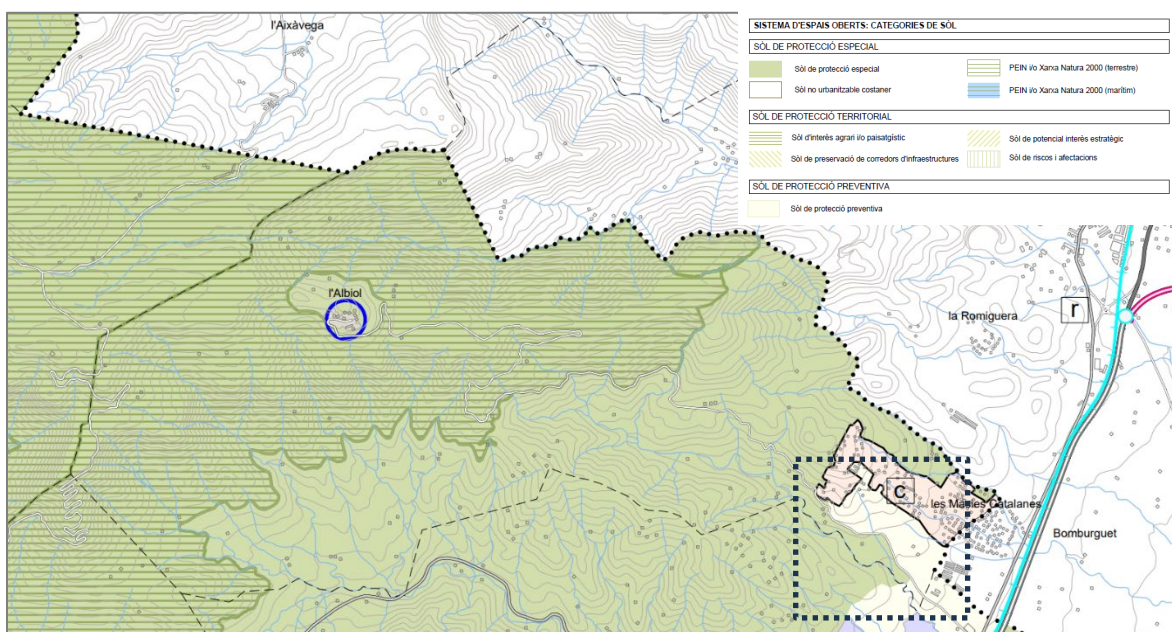 l'Aixàvega
l'Albiol
la Romiguera
r
C
les Masies Catalanes
Bomburguet
SISTEMA D'ESPAIS OBERTS: CATEGORIES DE SÒL
SÒL DE PROTECCIÓ ESPECIAL
Sòl de protecció especial
PEIN i/o Xarxa Natura 2000 (terrestre)
Sòl no urbanitzable costaner
PEIN i/o Xarxa Natura 2000 (marítim)
SÒL DE PROTECCIÓ TERRITORIAL
Sòl d'interès agrari i/o paisatgístic
Sòl de potencial interès estratègic
Sòl de preservació de corredors d'infraestructures
Sòl de riscos i afectacions
SÒL DE PROTECCIÓ PREVENTIVA
Sòl de protecció preventiva